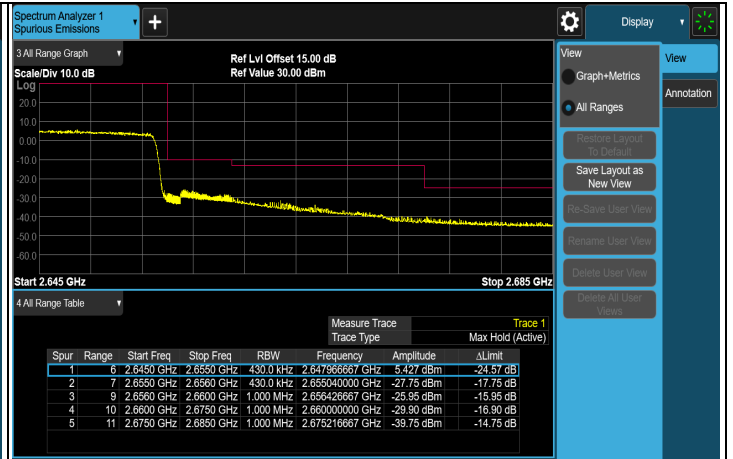 Spectrum Analyzer 1
Spurious Emissions
Display
3 All Range Graph
Ref Lvl Offset 15.00 dB
Scale/Div 10.0 dB
Ref Value 30.00 dBm
Log
20.0
10.0
0.00
-10.0
-20.0
-30.0
-40.0
-50.0
-60.0
Start 2.645 GHz
Stop 2.685 GHz
View
Graph+Metrics
All Ranges
Restore Layout
To Default
Save Layout as
New View
Re-Save User View
Rename User View
Delete User View
Delete All User
Views
View
Annotation
4 All Range Table
Measure Trace Trace 1
Trace Type Max Hold (Active)
Spur Range Start Freq Stop Freq RBW Frequency Amplitude ΔLimit
1 6 2.6450 GHz 2.6550 GHz 430.0 kHz 2.647966667 GHz 5.427 dBm -24.57 dB
2 7 2.6550 GHz 2.6560 GHz 430.0 kHz 2.655040000 GHz -27.75 dBm -17.75 dB
3 9 2.6560 GHz 2.6600 GHz 1.000 MHz 2.656426667 GHz -25.95 dBm -15.95 dB
4 10 2.6600 GHz 2.6750 GHz 1.000 MHz 2.660000000 GHz -29.90 dBm -16.90 dB
5 11 2.6750 GHz 2.6850 GHz 1.000 MHz 2.675216667 GHz -39.75 dBm -14.75 dB